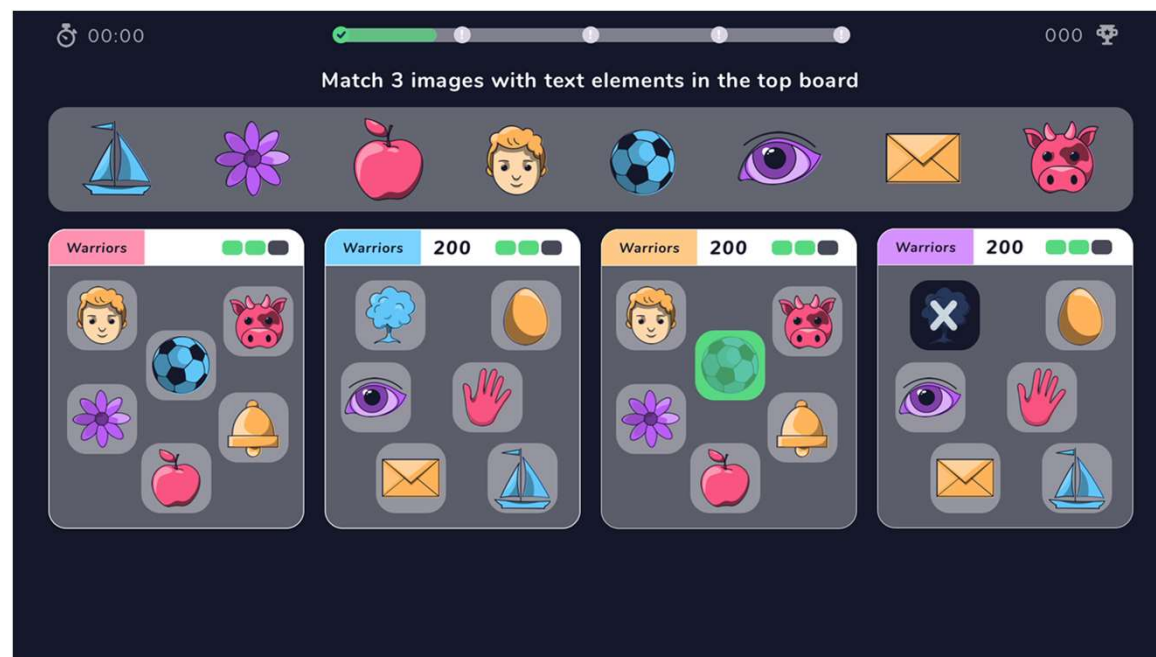 00:00
000
Match 3 images with text elements in the top board
Warriors
Warriors 200
Warriors 200
Warriors 200